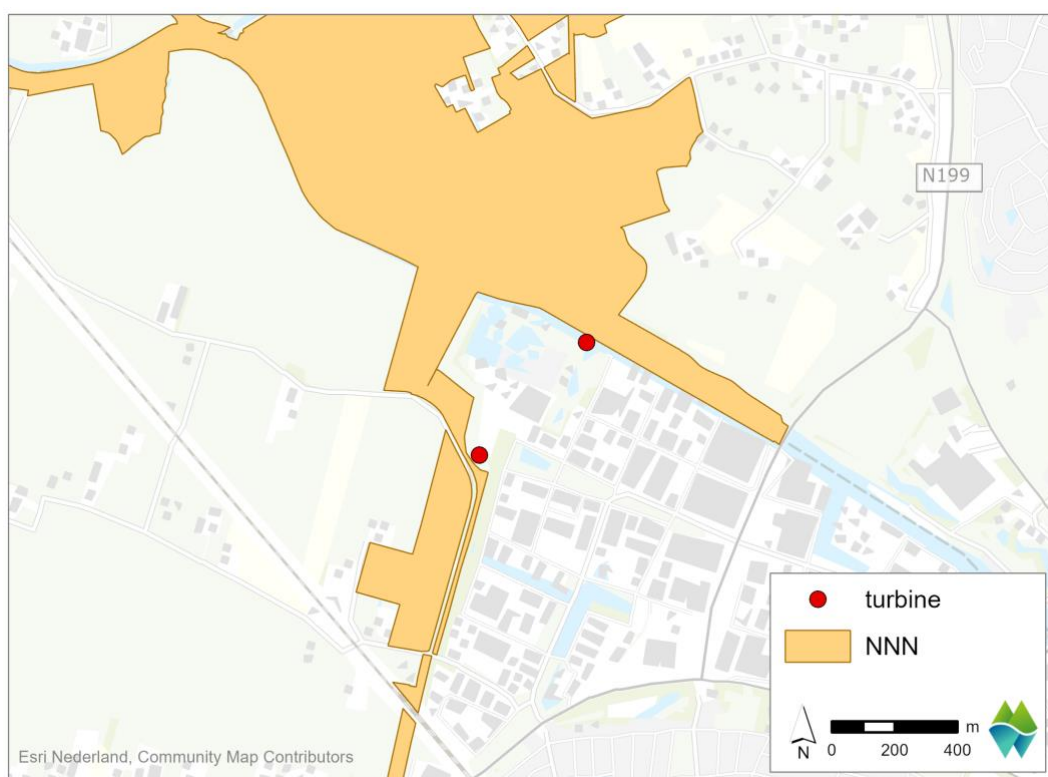 N199
turbine
NNN
m
N
0 200 400
Esri Nederland, Community Map Contributors